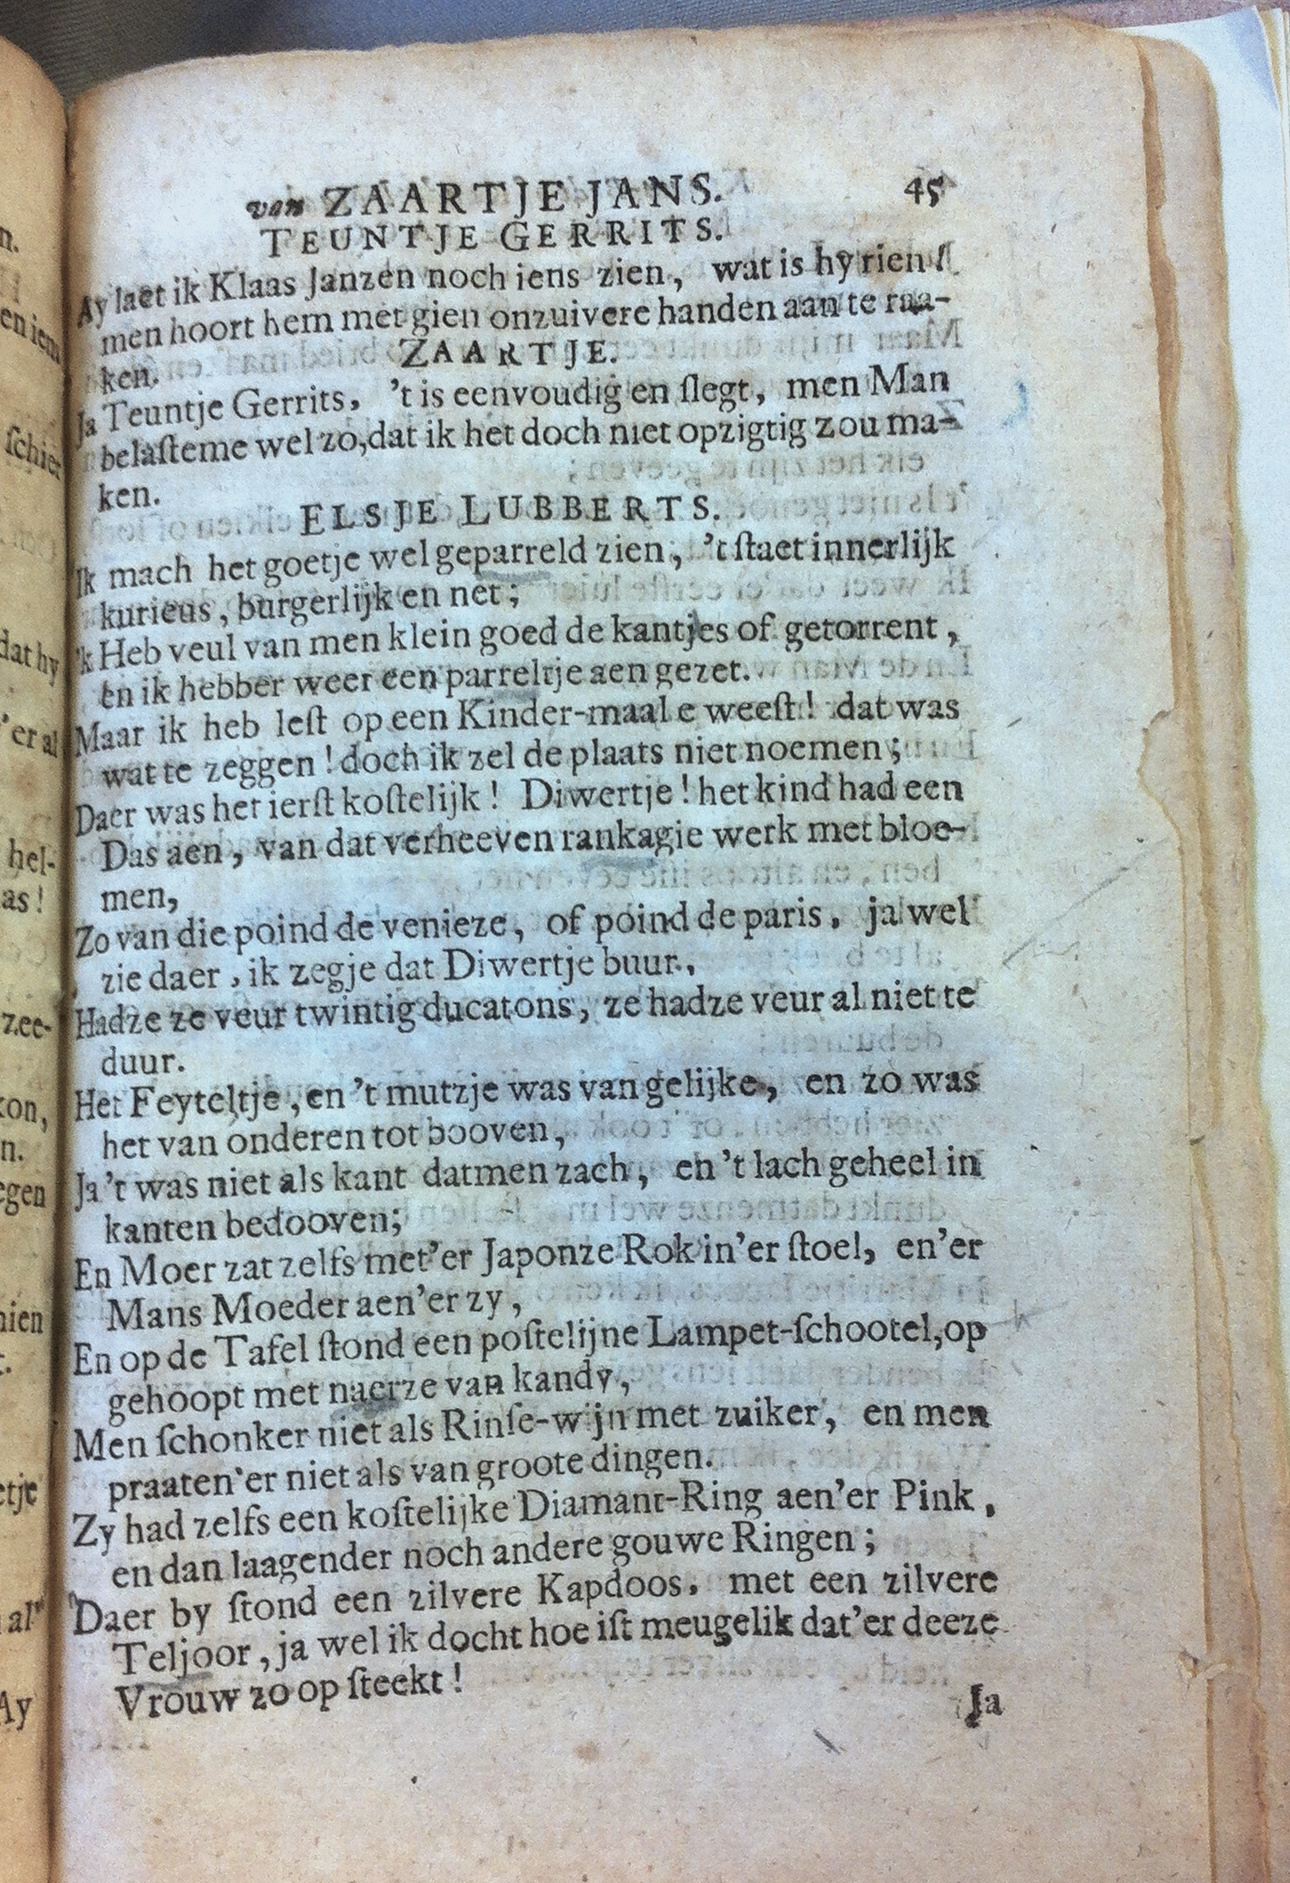 van ZAARTJE JANS. 45
TEUNTJE GERRITS.
Ay laet ik Klaas Janzen noch iens zien, wat is hy rien!
men hoort hem met gien onzuivere handen aan te raa-
ken.
ZAARTJE.
Ja Teuntje Gerrits, 't is eenvoudig en ſlegt, men Man
belaſteme wel zo, dat ik het doch niet opzigtig zou ma-
ken.
ELSJE LUBBERTS.
Ik mach het goetje wel geparreld zien, 't ſtaet innerlijk
kurieus, burgerlijk en net;
'k Heb veul van men klein goed de kantjes of getorrent,
en ik hebber weer een parreltje aen gezet.
Maar ik heb leſt op een Kinder-maal e weeſt! dat was
wat te zeggen! doch ik zel de plaats niet noemen;
Daer was het ierſt koſtelijk! Diwertje! het kind had een
Das aen, van dat verheeven rankagie werk met bloe-
men,
Zo van die poind de venieze, of poind de paris, ja wel
zie daer, ik zegje dat Diwertje buur,
Hadze ze veur twintig ducatons, ze hadze veur al niet te
duur.
Het Feyteltje, en 't mutzje was van gelijke, en zo was
het van onderen tot booven,
Ja 't was niet als kant datmen zach, en 't lach geheel in
kanten bedooven;
En Moer zat zelfs met'er Japonze Rok in'er ſtoel, en'er
Mans Moeder aen'er zy,
En op de Tafel ſtond een poſtelijne Lampet-ſchootel, op
gehoopt met naerze van kandy,
Men ſchonker niet als Rinſe-wijn met zuiker, en men
praaten'er niet als van groote dingen.
Zy had zelfs een koſtelijke Diamant-Ring aen'er Pink,
en dan laagender noch andere gouwe Ringen;
Daer by ſtond een zilvere Kapdoos, met een zilvere
Teljoor, ja wel ik docht hoe iſt meugelik dat'er deeze
Vrouw zo op ſteekt!
Ja